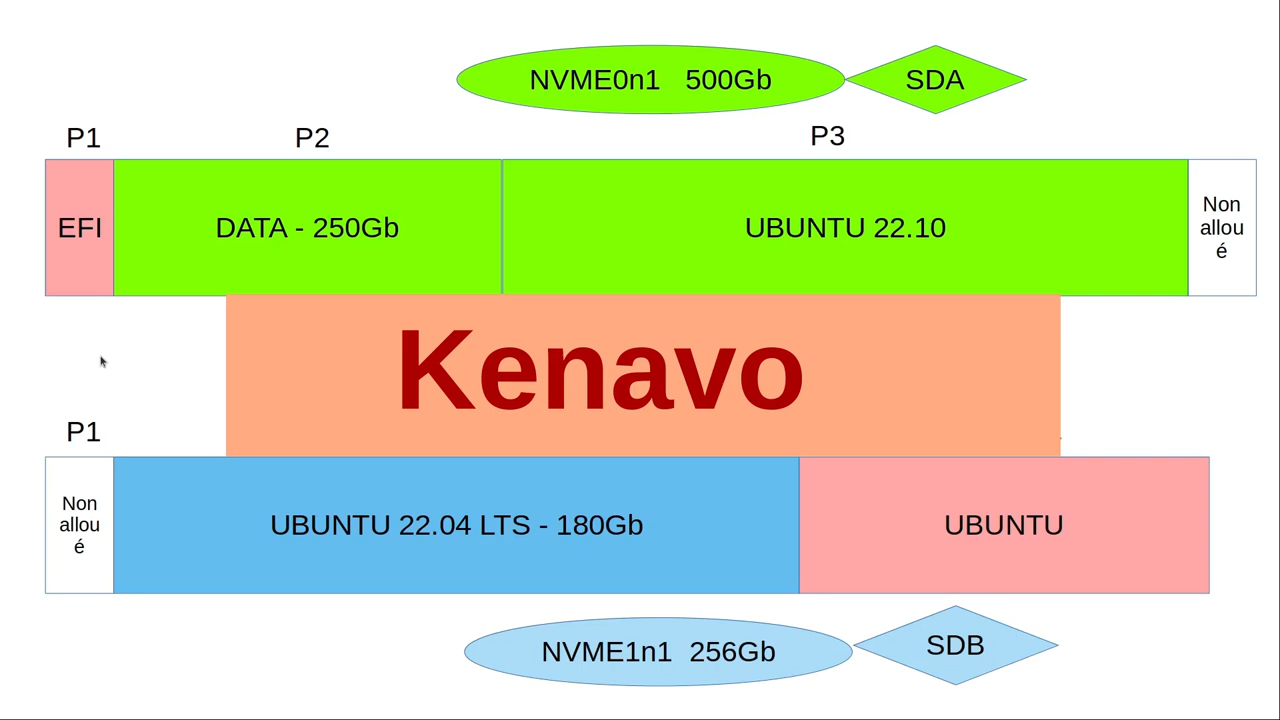 NVME0n1 500Gb
SDA
P1
P2
P3
EFI
DATA - 250Gb
UBUNTU 22.10
Non
allou
é
Kenavo
P1
Non
allou
é
UBUNTU 22.04 LTS - 180Gb
UBUNTU
NVME1n1 256Gb
SDB